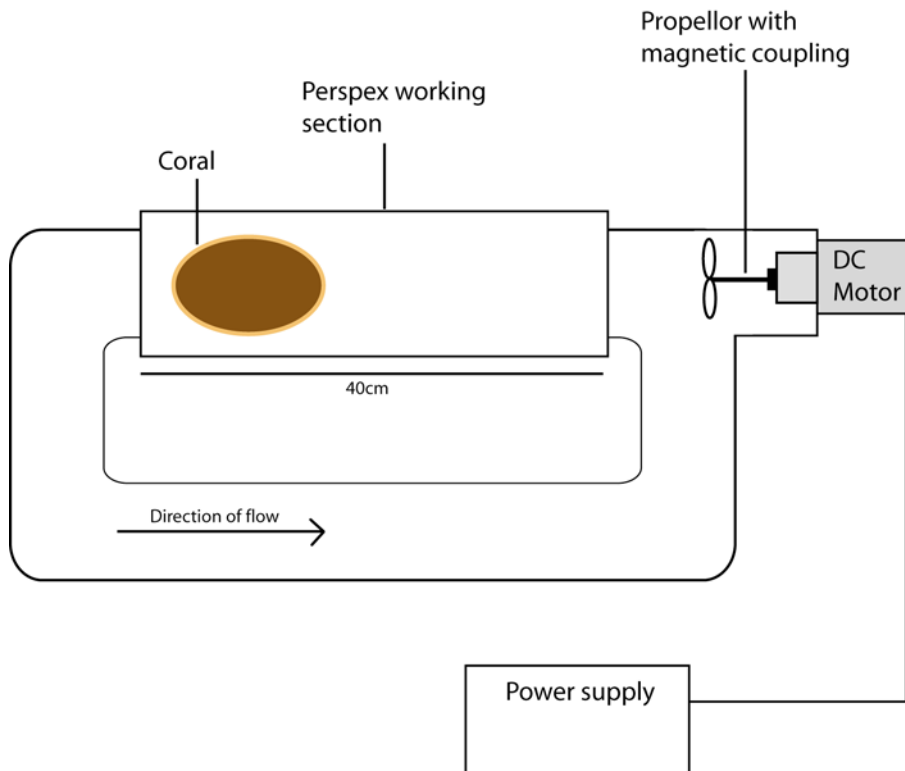 Propellor with
magnetic coupling
Perspex working
section
Coral
DC
Motor
40cm
Direction of flow
Power supply